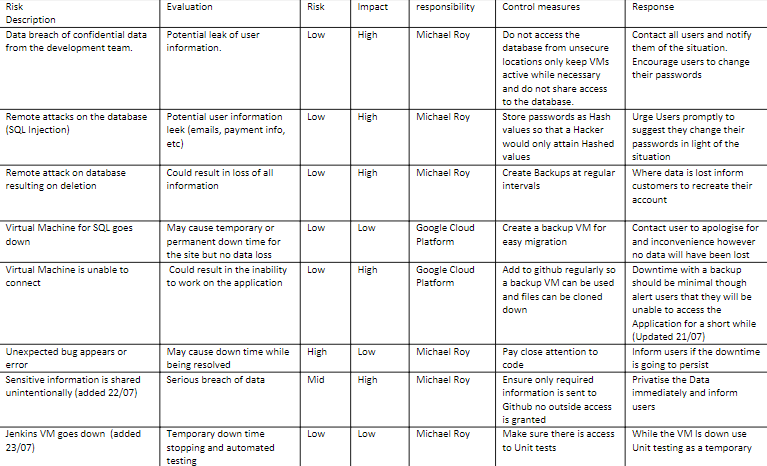 Risk
Description
Evaluation
Risk
Impact
responsibility
Control measures
Response
Data breach of confidential data
from the development team.
Potential leak of user
information.
Low
High
Michael Roy
Do not access the
database from unsecure
locations only keep VMs
active while necessary
and do not share access
to the database.
Contact all users and notify
them of the situation.
Encourage users to change
their passwords
Remote attacks on the database
(SQL Injection)
Potential user information
leek (emails, payment info,
etc)
Low
High
Michael Roy
Store passwords as Hash
values so that a Hacker
would only attain Hashed
values
Urge Users promptly to
suggest they change their
passwords in light of the
situation
Remote attack on database
resulting on deletion
Could result in loss of all
information
Low
High
Michael Roy
Create Backups at regular
intervals
Where data is lost inform
customers to recreate their
account
Virtual Machine for SQL goes
down
May cause temporary or
permanent down time for
the site but no data loss
Low
Low
Google Cloud
Platform
Create a backup VM for
easy migration
Contact user to apologise for
and inconvenience however
no data will have been lost
Virtual Machine is unable to
connect
Could result in the inability
to work on the application
Low
High
Google Cloud
Platform
Add to github regularly so
a backup VM can be used
and files can be cloned
down
Downtime with a backup
should be minimal though
alert users that they will be
unable to access the
Application for a short while
(Updated 21/07)
Unexpected bug appears or
error
May cause down time while
being resolved
High
Low
Michael Roy
Pay close attention to
code
Inform users if the downtime
is going to persist
Sensitive information is shared
unintentionally (added 22/07)
Serious breach of data
Mid
High
Michael Roy
Ensure only required
information is sent to
Github no outside access
is granted
Privatise the Data
immediately and inform
users
Jenkins VM goes down (added
23/07)
Temporary down time
stopping and automated
testing
Low
Low
Michael Roy
Make sure there is access
to Unit tests
While the VM Is down use
Unit testing as a temporary